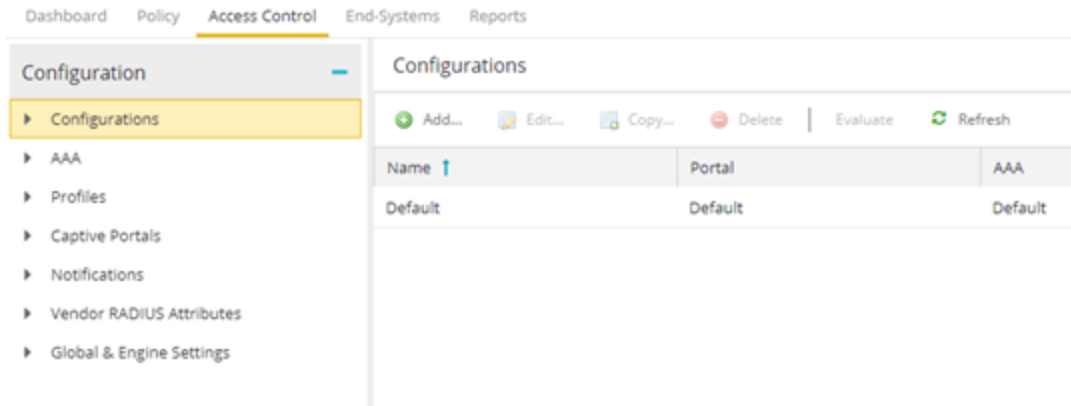 Dashboard Policy Access Control End-Systems Reports
Configuration
Configurations
AAA
Profiles
Captive Portals
Notifications
Vendor RADIUS Attributes
Global & Engine Settings
Configurations
Add... Edit... Copy... Delete Evaluate Refresh
Name Portal AAA
Default Default Default